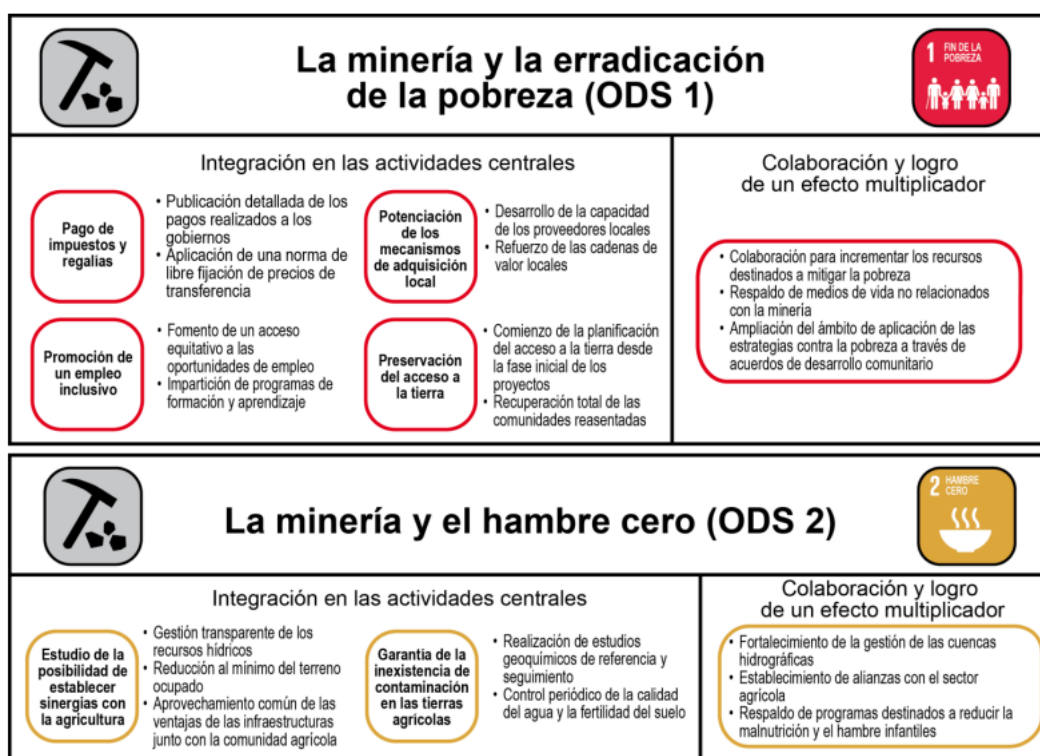 La minería y la erradicación
de la pobreza (ODS 1)
1 FIN DE LA
POBREZA
Integración en las actividades centrales
Pago de
impuestos y
regalias
• Publicación detallada de los
pagos realizados a los
gobiernos
• Aplicación de una norma de
libre fijación de precios de
transferencia
Potenciación
de los
mecanismos
de adquisición
local
• Desarrollo de la capacidad
de los proveedores locales
• Refuerzo de las cadenas de
valor locales
Promoción de
un empleo
inclusivo
• Fomento de un acceso
equitativo a las
oportunidades de empleo
• Impartición de programas de
formación y aprendizaje
Preservación
del acceso a
la tierra
• Comienzo de la planificación
del acceso a la tierra desde
la fase inicial de los
proyectos
• Recuperación total de las
comunidades reasentadas
Colaboración y logro
de un efecto multiplicador
• Colaboración para incrementar los recursos
destinados a mitigar la pobreza
• Respaldo de medios de vida no relacionados
con la minería
• Ampliación del ámbito de aplicación de las
estrategias contra la pobreza a través de
acuerdos de desarrollo comunitario
La minería y el hambre cero (ODS 2)
2 HAMBRE
CERO
Integración en las actividades centrales
Estudio de la
posibilidad de
establecer
sinergias con
la agricultura
• Gestión transparente de los
recursos hídricos
• Reducción al mínimo del terreno
ocupado
• Aprovechamiento común de las
ventajas de las infraestructuras
junto con la comunidad agrícola
Garantía de la
inexistencia de
contaminación
en las tierras
agrícolas
• Realización de estudios
geoquímicos de referencia y
seguimiento
• Control periódico de la calidad
del agua y la fertilidad del suelo
Colaboración y logro
de un efecto multiplicador
• Fortalecimiento de la gestión de las cuencas
hidrográficas
• Establecimiento de alianzas con el sector
agrícola
• Respaldo de programas destinados a reducir la
malnutrición y el hambre infantiles